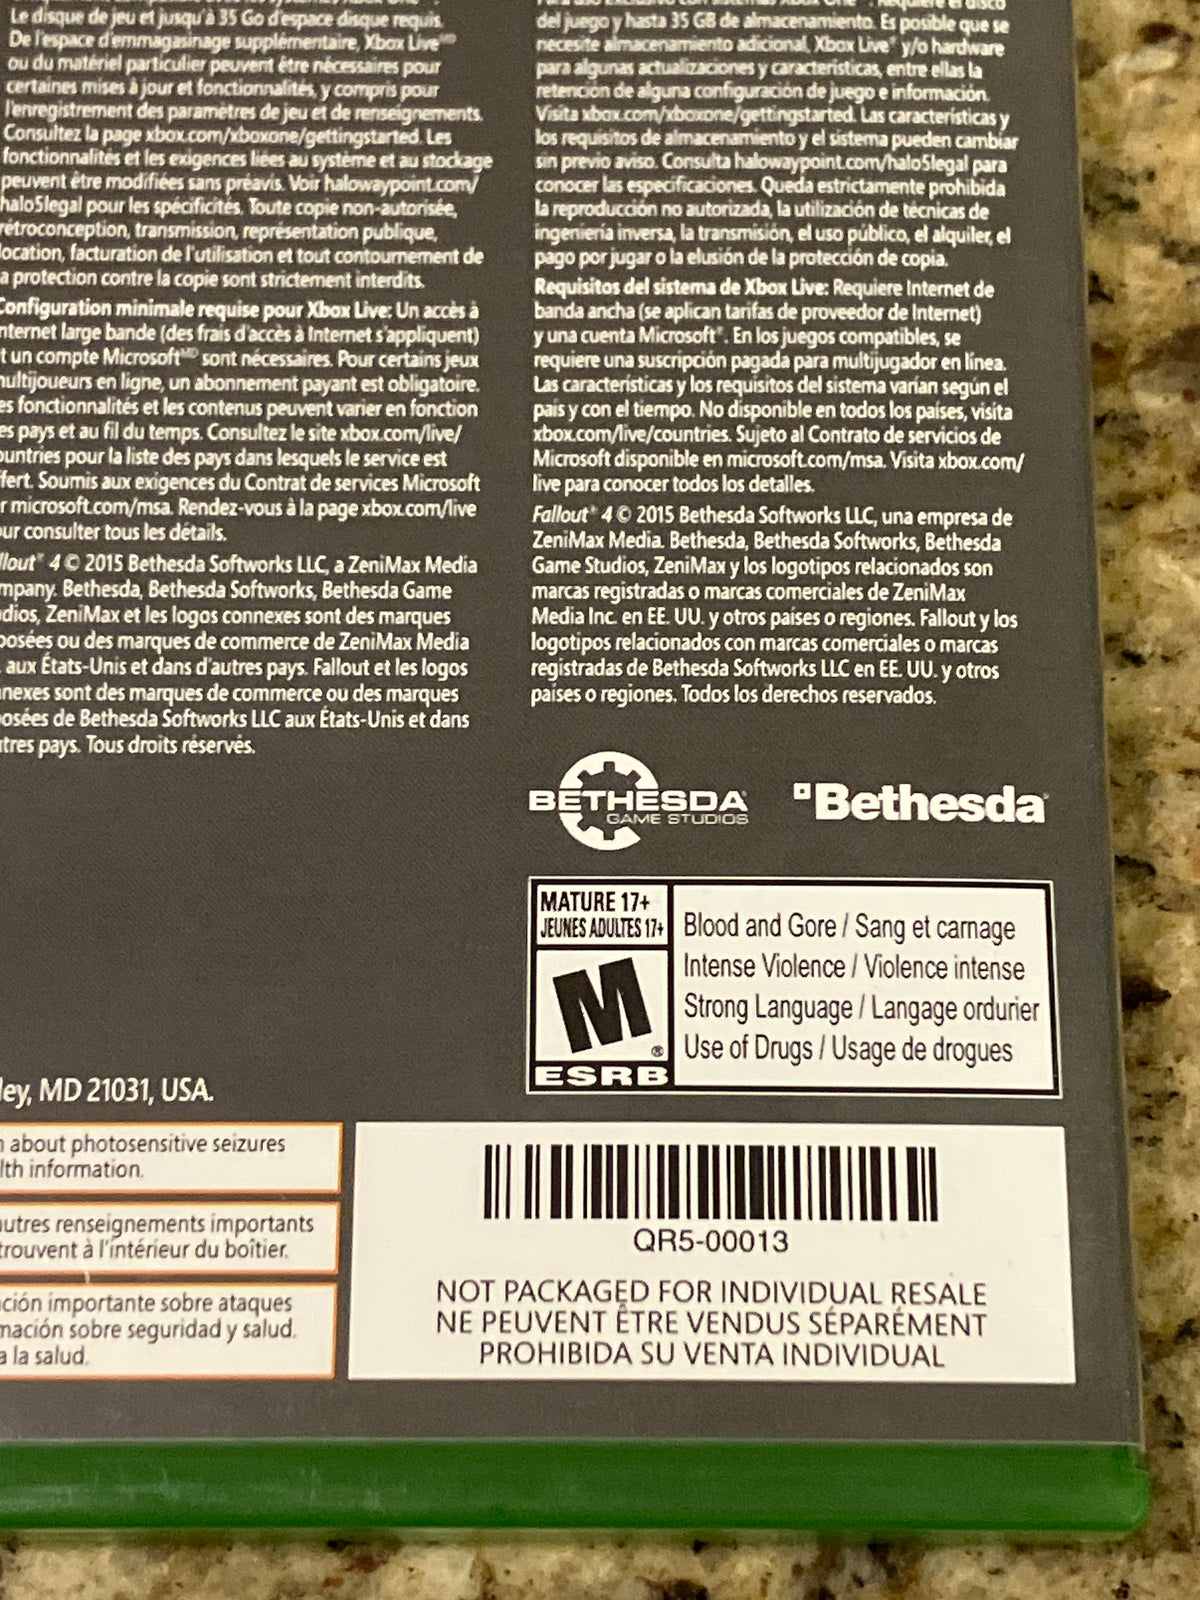 Le disque de jeu et jusqu'à 35 Go d'espace disque requis.
De l'espace d'emmagasinage supplémentaire, Xbox Live
ou du matériel particulier peuvent être nécessaires pour
certaines mises à jour et fonctionnalités, y compris pour
l'enregistrement des paramètres de jeu et de renseignements.
Consultez la page xbox.com/xboxone/gettingstarted. Les
fonctionnalités et les exigences liées au système et au stockage
peuvent être modifiées sans préavis. Voir halowaypoint.com/
halo5legal pour les spécificités. Toute copie non-autorisée,
rétroconception, transmission, représentation publique,
location, facturation de l'utilisation et tout contournement de
a protection contre la copie sont strictement interdits.
Configuration minimale requise pour Xbox Live: Un accès à
nternet large bande (des frais d'accès à Internet s'appliquent)
t un compte Microsoft MD sont nécessaires. Pour certains jeux
nultijoueurs en ligne, un abonnement payant est obligatoire.
es fonctionnalités et les contenus peuvent varier en fonction
es pays et au fil du temps. Consultez le site xbox.com/live/
ountries pour la liste des pays dans lesquels le service est
ffert. Soumis aux exigences du Contrat de services Microsoft
r microsoft.com/msa. Rendez-vous à la page xbox.com/live
ur consulter tous les détails.
llout® 4 © 2015 Bethesda Softworks LLC, a ZeniMax Media
mpany. Bethesda, Bethesda Softworks, Bethesda Game
dios, ZeniMax et les logos connexes sont des marques
posées ou des marques de commerce de ZeniMax Media
. aux États-Unis et dans d'autres pays. Fallout et les logos
nnexes sont des marques de commerce ou des marques
posées de Bethesda Softworks LLC aux États-Unis et dans
utres pays. Tous droits réservés.
Requiere el disco
del juego y hasta 35 GB de almacenamiento. Es posible que se
necesite almacenamiento adicional, Xbox Live® y/o hardware
para algunas actualizaciones y características, entre ellas la
retención de alguna configuración de juego e información.
Visita xbox.com/xboxone/gettingstarted. Las características y
los requisitos de almacenamiento y el sistema pueden cambiar
sin previo aviso. Consulta halowaypoint.com/halo5legal para
conocer las especificaciones. Queda estrictamente prohibida
la reproducción no autorizada, la utilización de técnicas de
ingeniería inversa, la transmisión, el uso público, el alquiler, el
pago por jugar o la elusión de la protección de copia.
Requisitos del sistema de Xbox Live: Requiere Internet de
banda ancha (se aplican tarifas de proveedor de Internet)
y una cuenta Microsoft®. En los juegos compatibles, se
requiere una suscripción pagada para multijugador en línea.
Las características y los requisitos del sistema varían según el
país y con el tiempo. No disponible en todos los países, visita
xbox.com/live/countries. Sujeto al Contrato de servicios de
Microsoft disponible en microsoft.com/msa. Visita xbox.com/
live para conocer todos los detalles.
Fallout® 4 © 2015 Bethesda Softworks LLC, una empresa de
ZeniMax Media. Bethesda, Bethesda Softworks, Bethesda
Game Studios, ZeniMax y los logotipos relacionados son
marcas registradas o marcas comerciales de ZeniMax
Media Inc. en EE. UU. y otros países o regiones. Fallout y los
logotipos relacionados con marcas comerciales o marcas
registradas de Bethesda Softworks LLC en EE. UU. y otros
países o regiones. Todos los derechos reservados.
BETHESDA
GAME STUDIOS
Bethesda
MATURE 17+
JEUNES ADULTES 17+
M®
ESRB
Blood and Gore / Sang et carnage
Intense Violence / Violence intense
Strong Language / Langage ordurier
Use of Drugs / Usage de drogues
ley, MD 21031, USA.
n about photosensitive seizures
lth information.
autres renseignements importants
trouvent à l'intérieur du boîtier.
ción importante sobre ataques
mación sobre seguridad y salud.
a la salud.
QR5-00013
NOT PACKAGED FOR INDIVIDUAL RESALE
NE PEUVENT ÊTRE VENDUS SÉPARÉMENT
PROHIBIDA SU VENTA INDIVIDUAL